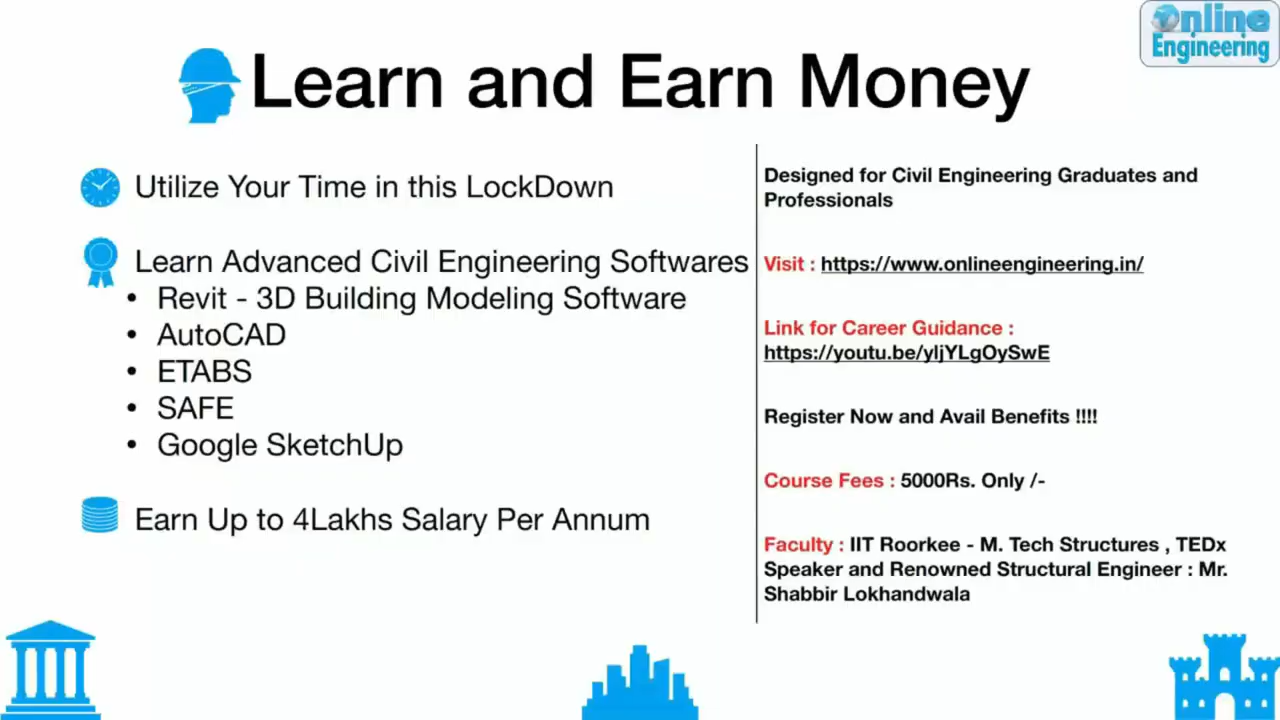 Online
Engineering
Learn and Earn Money
Utilize Your Time in this LockDown
Learn Advanced Civil Engineering Softwares
• Revit - 3D Building Modeling Software
• AutoCAD
• ETABS
• SAFE
• Google SketchUp
Earn Up to 4Lakhs Salary Per Annum
Designed for Civil Engineering Graduates and
Professionals
Visit : https://www.onlineengineering.in/
Link for Career Guidance :
https://youtu.be/yljYLgOySwE
Register Now and Avail Benefits !!!!
Course Fees : 5000Rs. Only /-
Faculty : IIT Roorkee - M. Tech Structures , TEDx
Speaker and Renowned Structural Engineer : Mr.
Shabbir Lokhandwala